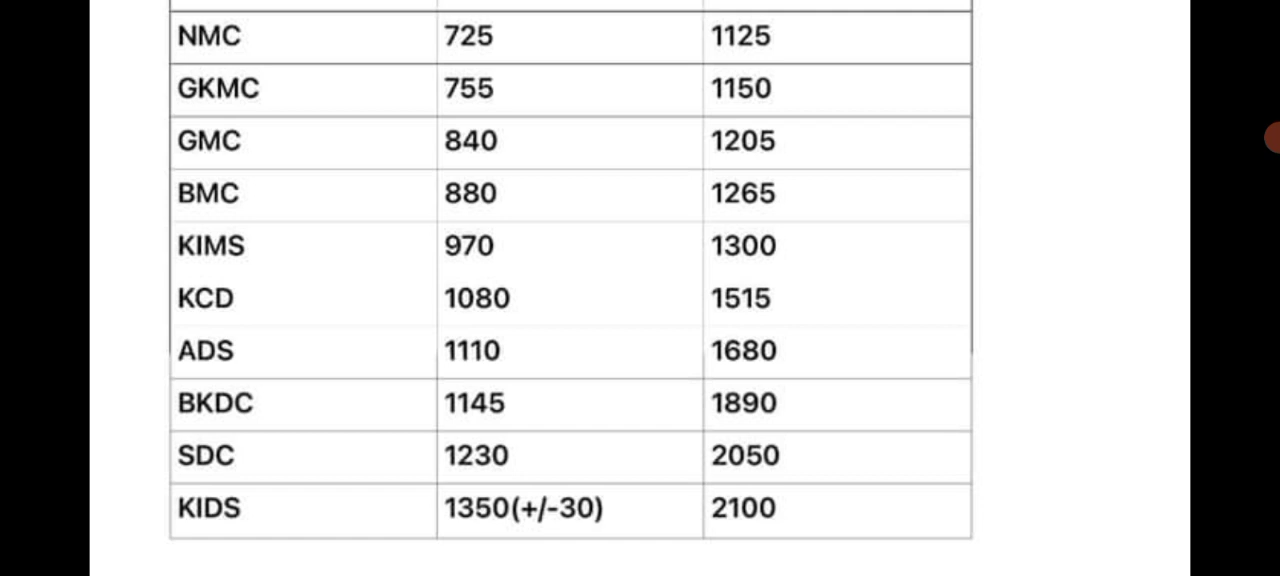 NMC 725 1125
GKMC 755 1150
GMC 840 1205
BMC 880 1265
KIMS 970 1300
KCD 1080 1515
ADS 1110 1680
BKDC 1145 1890
SDC 1230 2050
KIDS 1350(+/-30) 2100